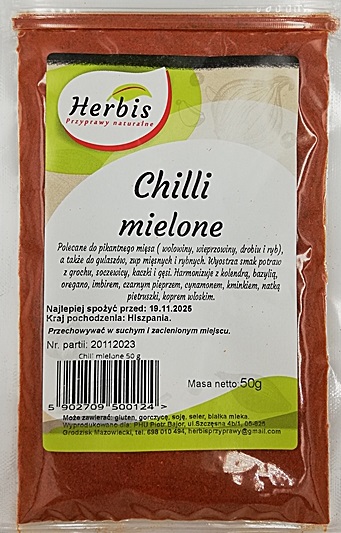 Herbis
Przyprawy naturalne
Chilli
mielone
Polecane do pikantnego mięsa ( wołowiny, wieprzowiny, drobiu i ryb),
a także do gulaszów, zup mięsnych i rybnych. Wyostrza smak potraw
z grochu, soczewicy, kaczki i gęsi. Harmonizuje z kolendrą, bazylią,
oregano, imbirem, czarnym pieprzem, cynamonem, kminkiem, natką
pietruszki, koprem włoskim.
Najlepiej spożyć przed: 19.11.2025
Kraj pochodzenia: Hiszpania.
Przechowywać w suchym i zacienionym miejscu.
Nr. partii: 20112023
Chilli mielone 50 g
Masa netto: 50g
5 902709 500124 >
Może zawierać: gluten, gorczycę, soję, seler, białka mleka.
Wyprodukowane dla: PHU Piotr Bajor, ul.Szczęsna 4b/1, 05-825
Grodzisk Mazowiecki, tel. 698 010 494, herbisprzyprawy@gmail.com